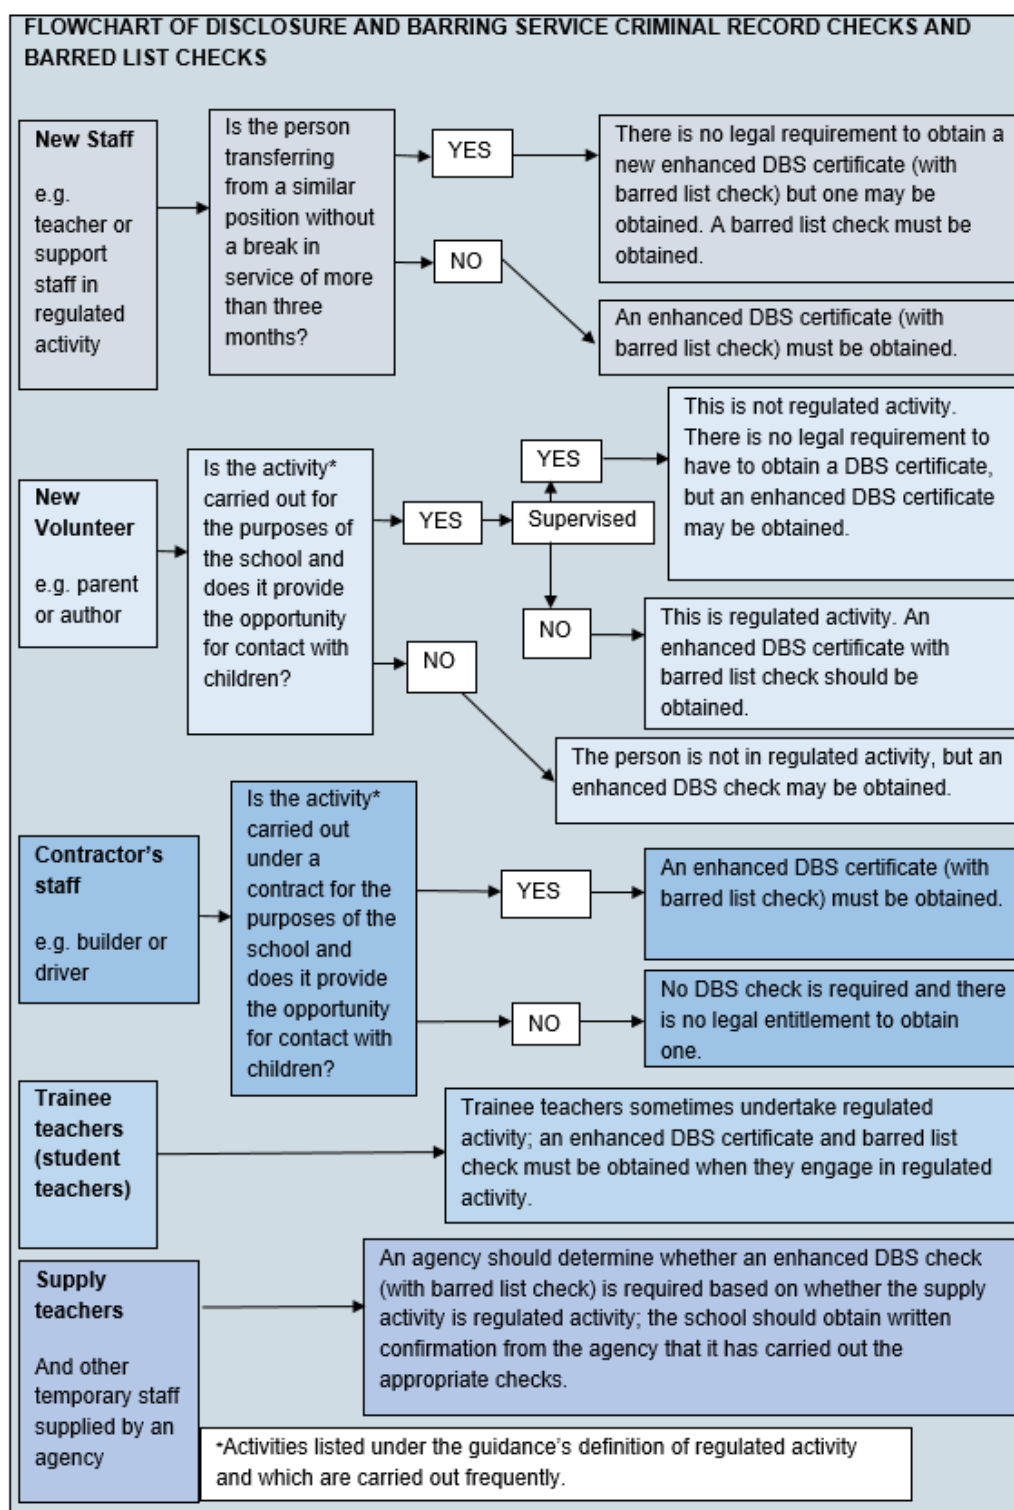 FLOWCHART OF DISCLOSURE AND BARRING SERVICE CRIMINAL RECORD CHECKS AND
BARRED LIST CHECKS
New Staff
e.g.
teacher or
support
staff in
regulated
activity
Is the person
transferring
from a similar
position without
a break in
service of more
than three
months?
YES
There is no legal requirement to obtain a
new enhanced DBS certificate (with
barred list check) but one may be
obtained. A barred list check must be
obtained.
NO
An enhanced DBS certificate (with
barred list check) must be obtained.
New
Volunteer
e.g. parent
or author
Is the activity*
carried out for
the purposes of
the school and
does it provide
the opportunity
for contact with
children?
YES
Supervised
YES
This is not regulated activity.
There is no legal requirement to
have to obtain a DBS certificate,
but an enhanced DBS certificate
may be obtained.
NO
This is regulated activity. An
enhanced DBS certificate with
barred list check should be
obtained.
NO
The person is not in regulated activity, but an
enhanced DBS check may be obtained.
Contractor's
staff
e.g. builder or
driver
Is the activity*
carried out
under a
contract for the
purposes of the
school and
does it provide
the opportunity
for contact with
children?
YES
An enhanced DBS certificate (with
barred list check) must be obtained.
NO
No DBS check is required and there
is no legal entitlement to obtain
one.
Trainee
teachers
(student
teachers)
Trainee teachers sometimes undertake regulated
activity; an enhanced DBS certificate and barred list
check must be obtained when they engage in regulated
activity.
Supply
teachers
And other
temporary staff
supplied by an
agency
An agency should determine whether an enhanced DBS check
(with barred list check) is required based on whether the supply
activity is regulated activity; the school should obtain written
confirmation from the agency that it has carried out the
appropriate checks.
*Activities listed under the guidance's definition of regulated activity
and which are carried out frequently.